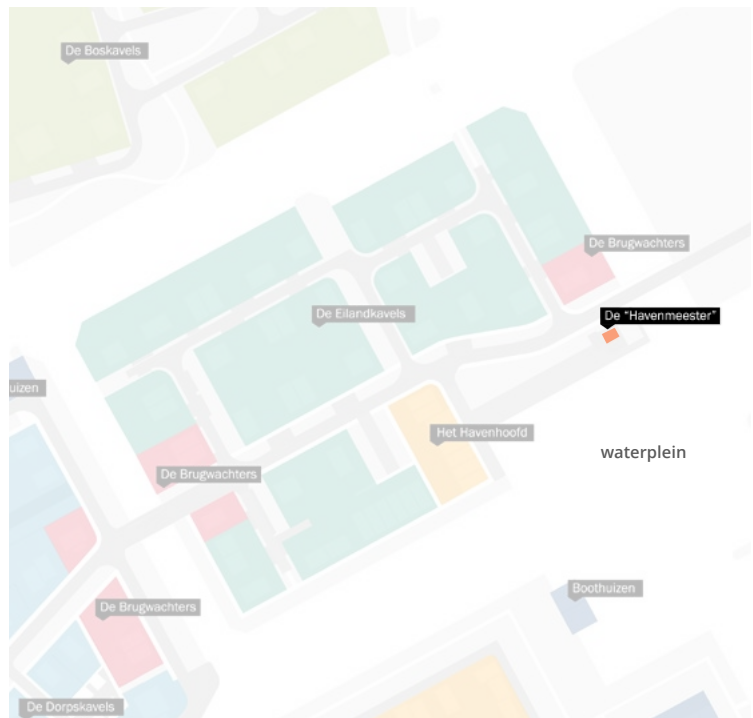 De Boskavels
De Brugwachters
De Eilandkavels
De "Havenmeester"
uizen
Het Havenhoofd
waterplein
De Brugwachters
Boothuizen
De Brugwachters
De Dorpskavels